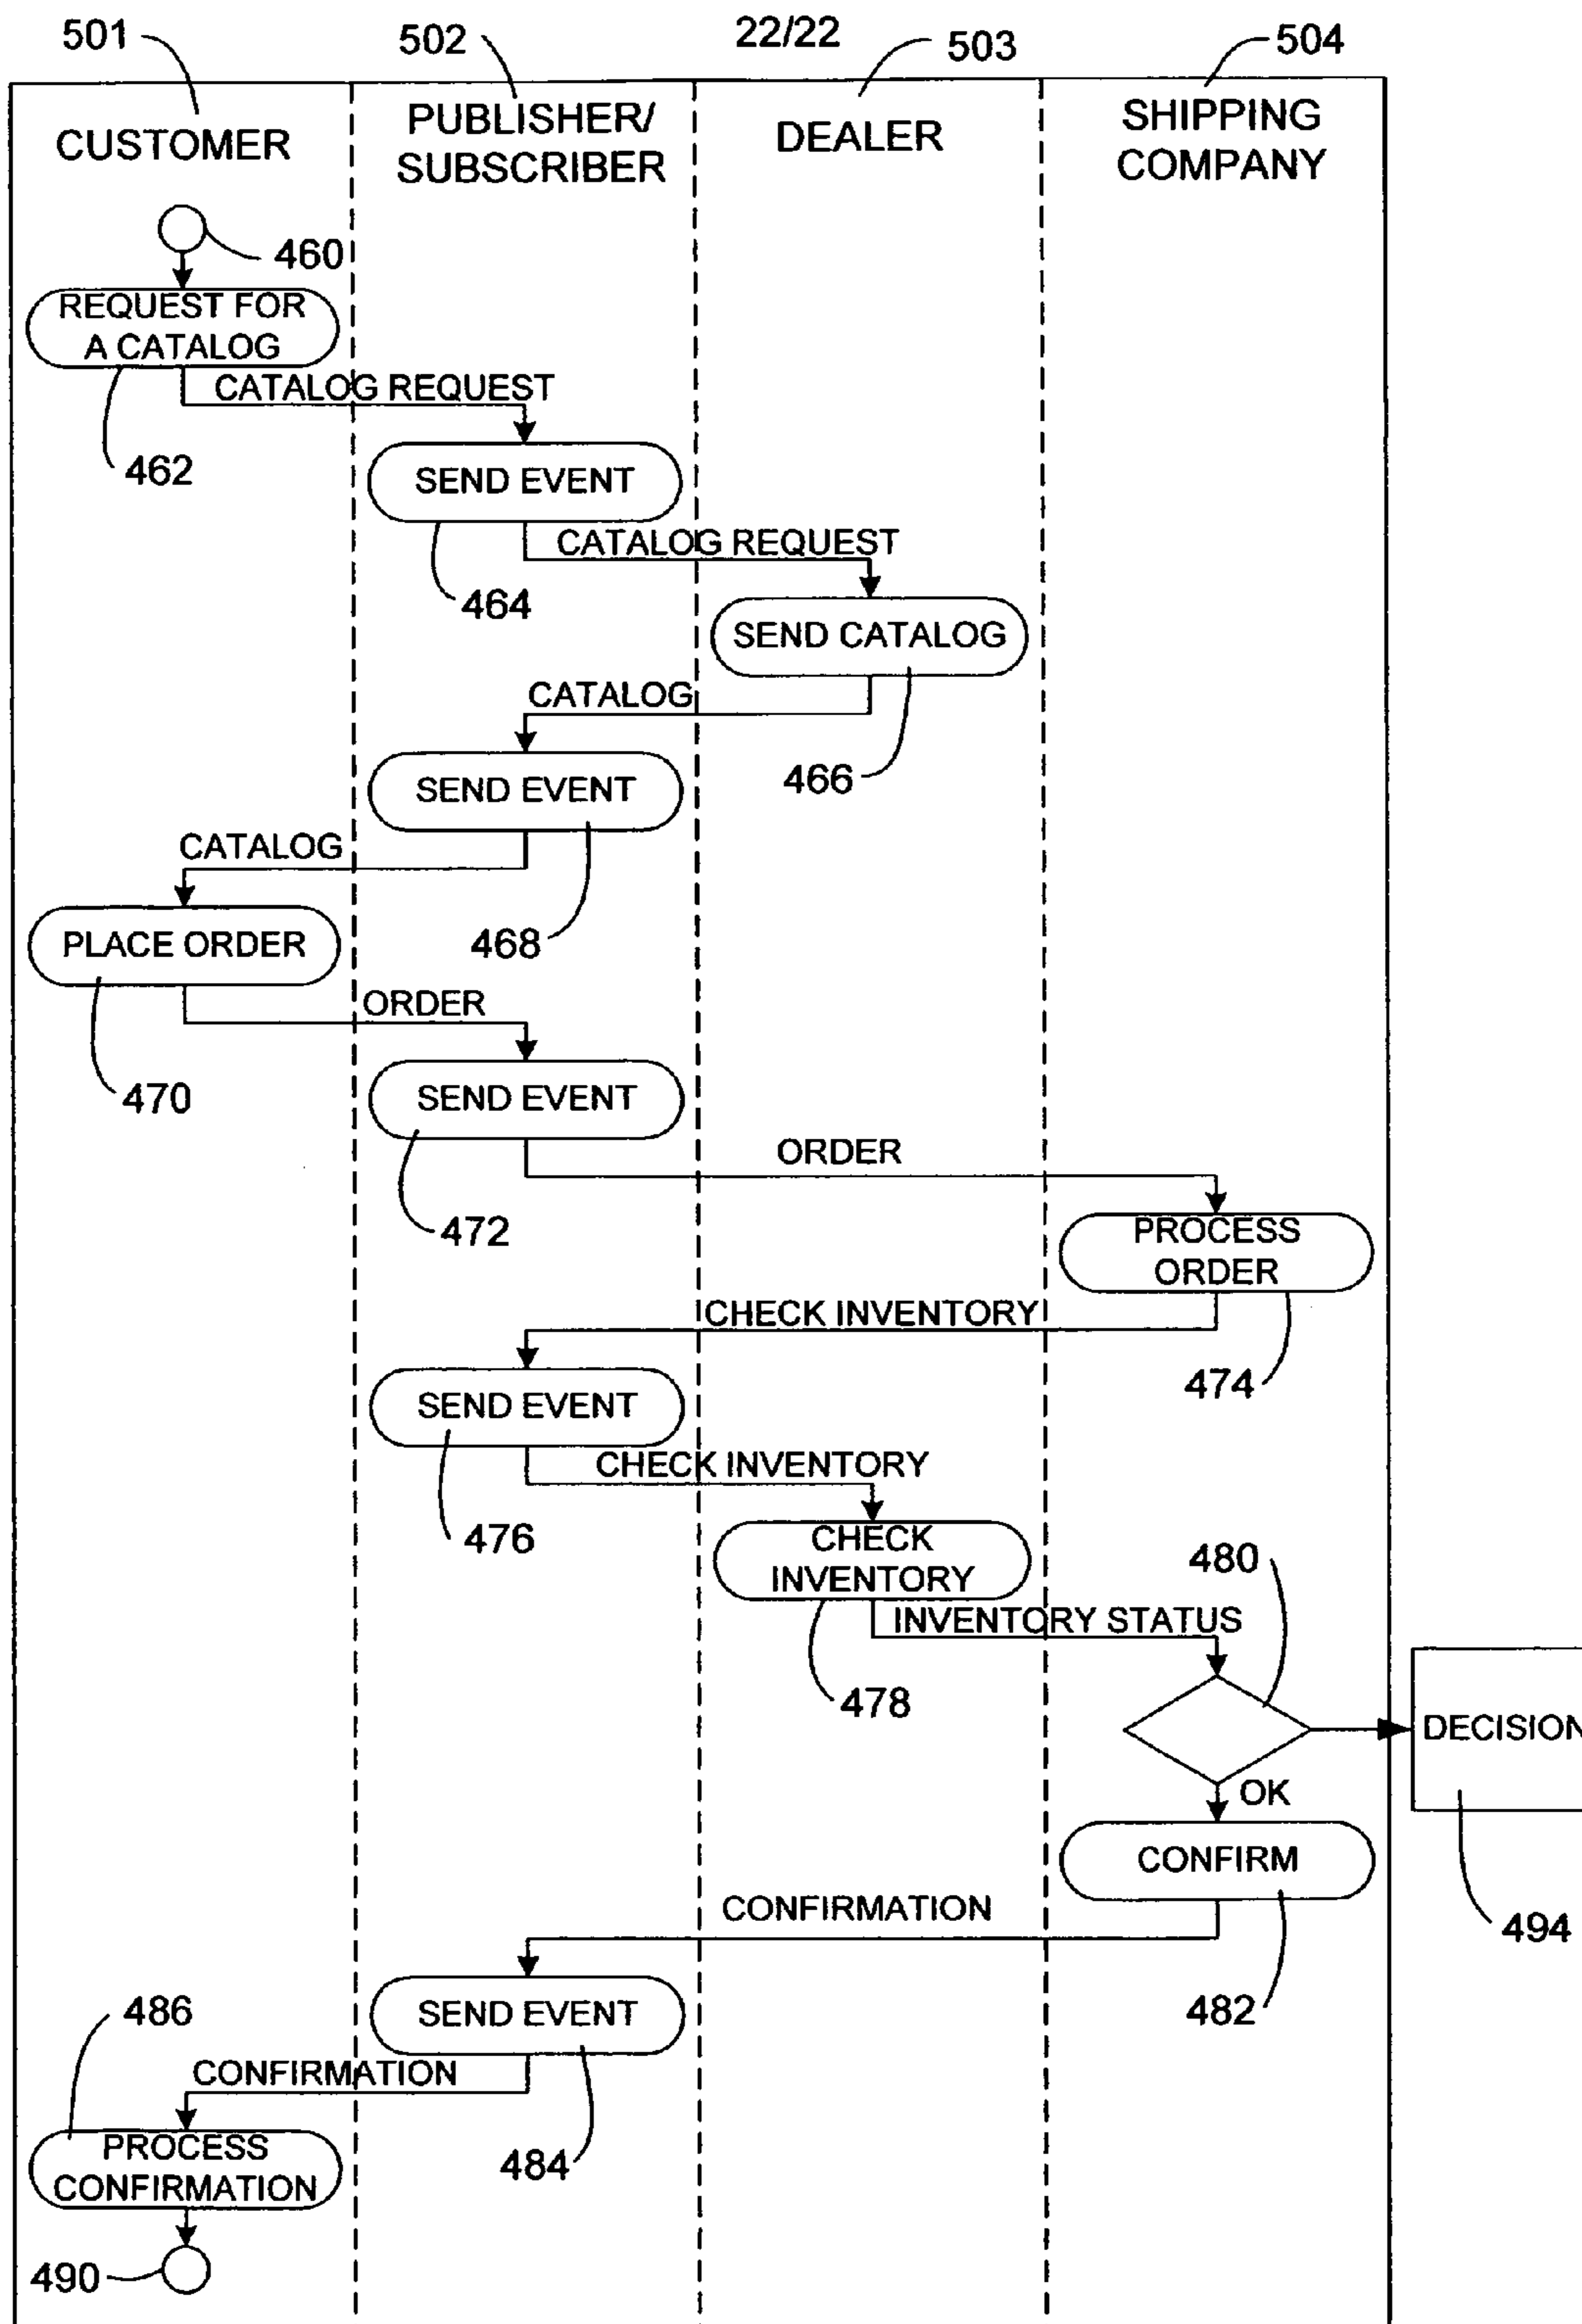 22/22
501
502
503
504
CUSTOMER
PUBLISHER/
SUBSCRIBER
DEALER
SHIPPING
COMPANY
460
REQUEST FOR
A CATALOG
CATALOG REQUEST
462
SEND EVENT
CATALOG REQUEST
464
SEND CATALOG
CATALOG
466
SEND EVENT
CATALOG
468
PLACE ORDER
ORDER
470
SEND EVENT
ORDER
472
PROCESS
ORDER
CHECK INVENTORY
474
SEND EVENT
CHECK INVENTORY
476
CHECK
INVENTORY
480
INVENTORY STATUS
478
DECISION
OK
CONFIRM
CONFIRMATION
494
482
SEND EVENT
486
CONFIRMATION
484
PROCESS
CONFIRMATION
490